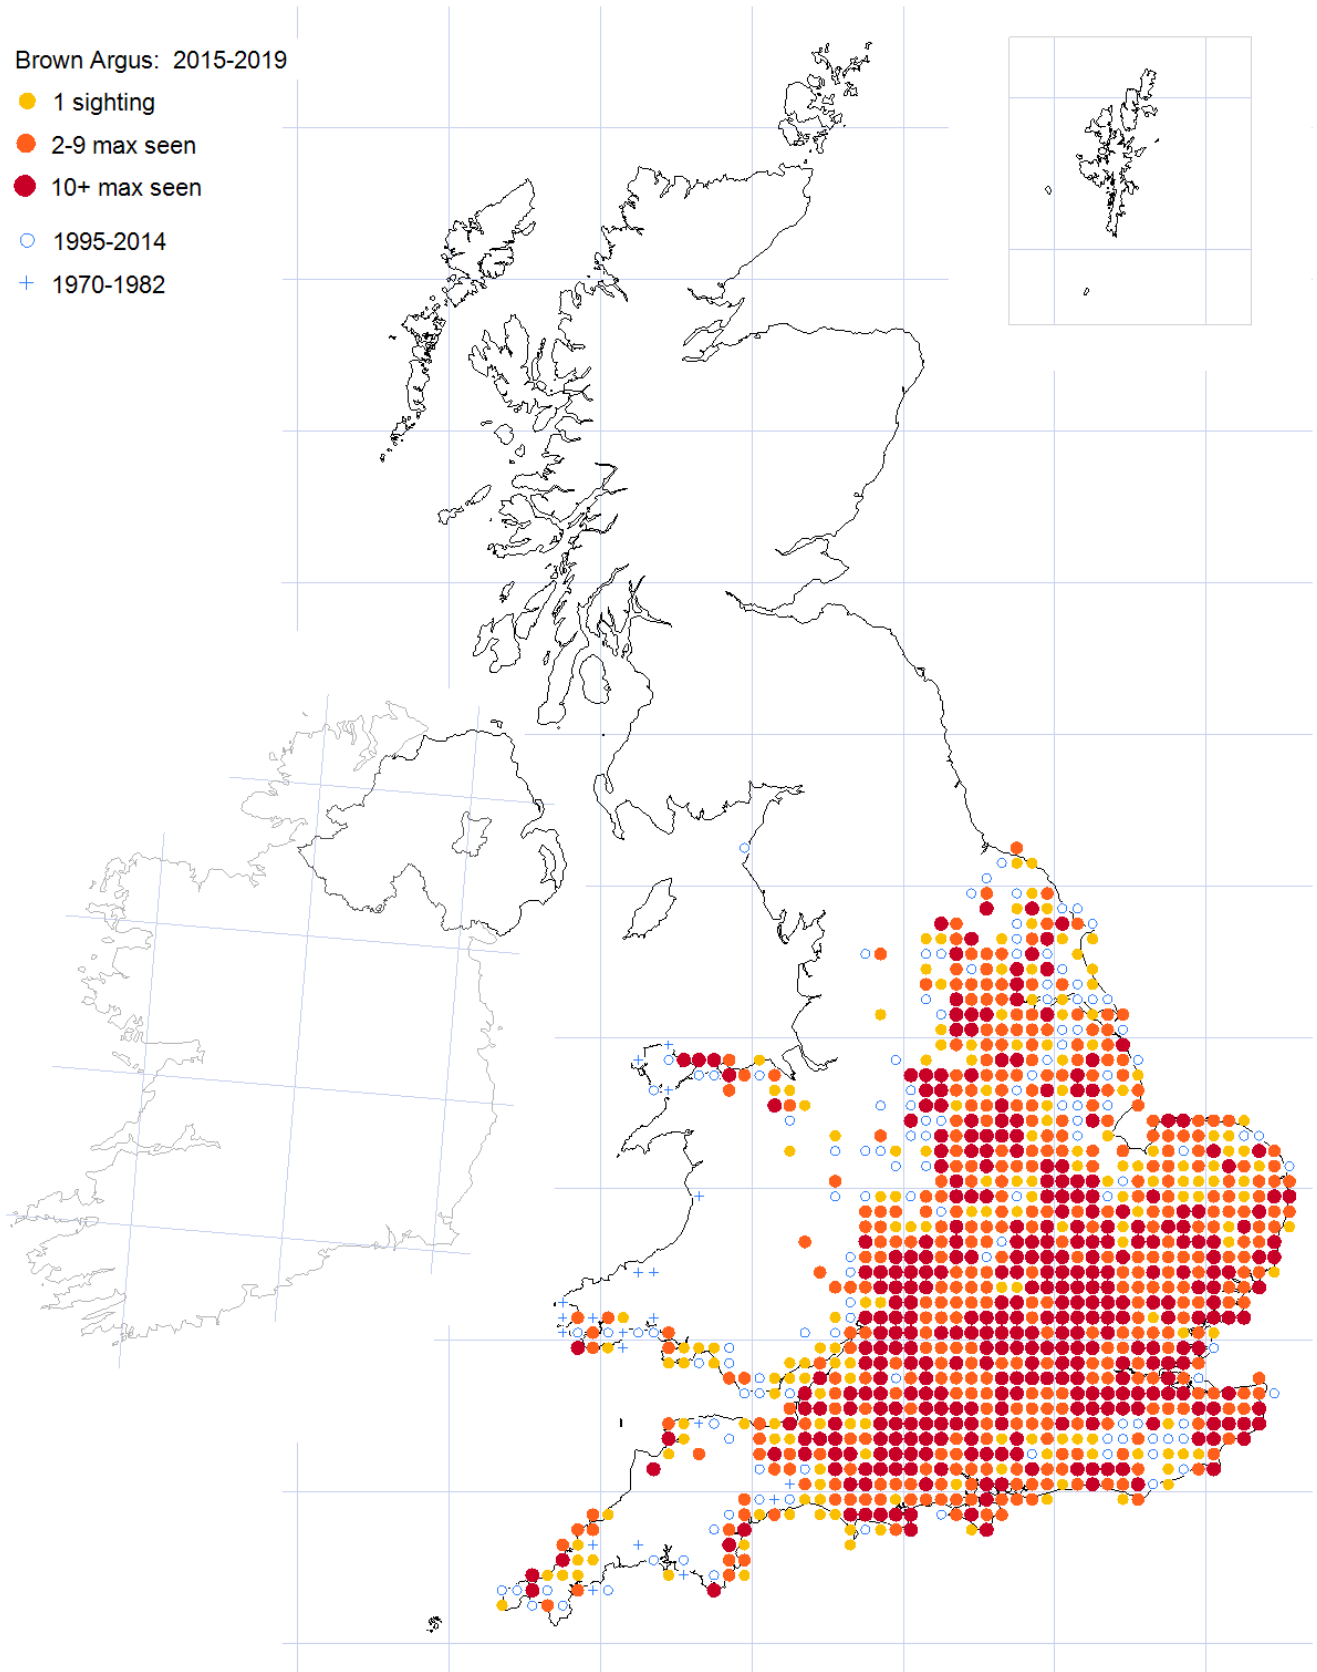 Brown Argus: 2015-2019
1 sighting
2-9 max seen
10+ max seen
1995-2014
1970-1982